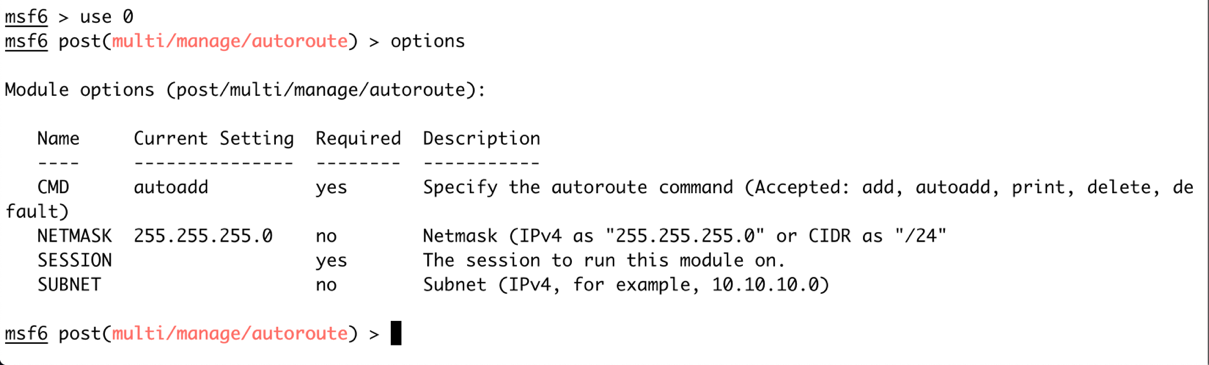 msf6 > use 0
msf6 post(multi/manage/autoroute) > options
Module options (post/multi/manage/autoroute):
Name     Current Setting  Required  Description
----     ---------------  --------  -----------
CMD      autoadd          yes       Specify the autoroute command (Accepted: add, autoadd, print, delete, de
fault)
NETMASK  255.255.255.0    no        Netmask (IPv4 as "255.255.255.0" or CIDR as "/24"
SESSION                   yes       The session to run this module on.
SUBNET                    no        Subnet (IPv4, for example, 10.10.10.0)
msf6 post(multi/manage/autoroute) >